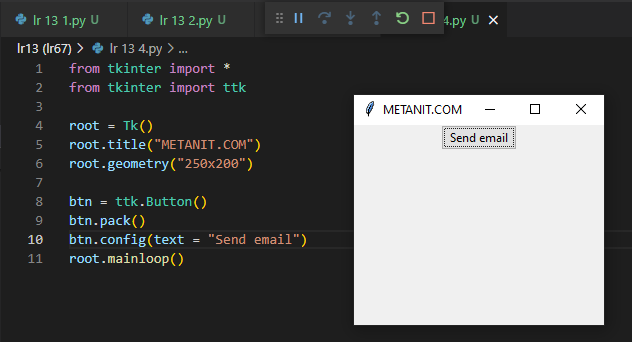 lr 13 1.py U
lr 13 2.py U
4.py U
lr13 (lr67) > lr 13 4.py > ...
1 from tkinter import *
2 from tkinter import ttk
3
4 root = Tk()
5 root.title("METANIT.COM")
6 root.geometry("250x200")
7
8 btn = ttk.Button()
9 btn.pack()
10 btn.config(text = "Send email")
11 root.mainloop()
METANIT.COM
Send email